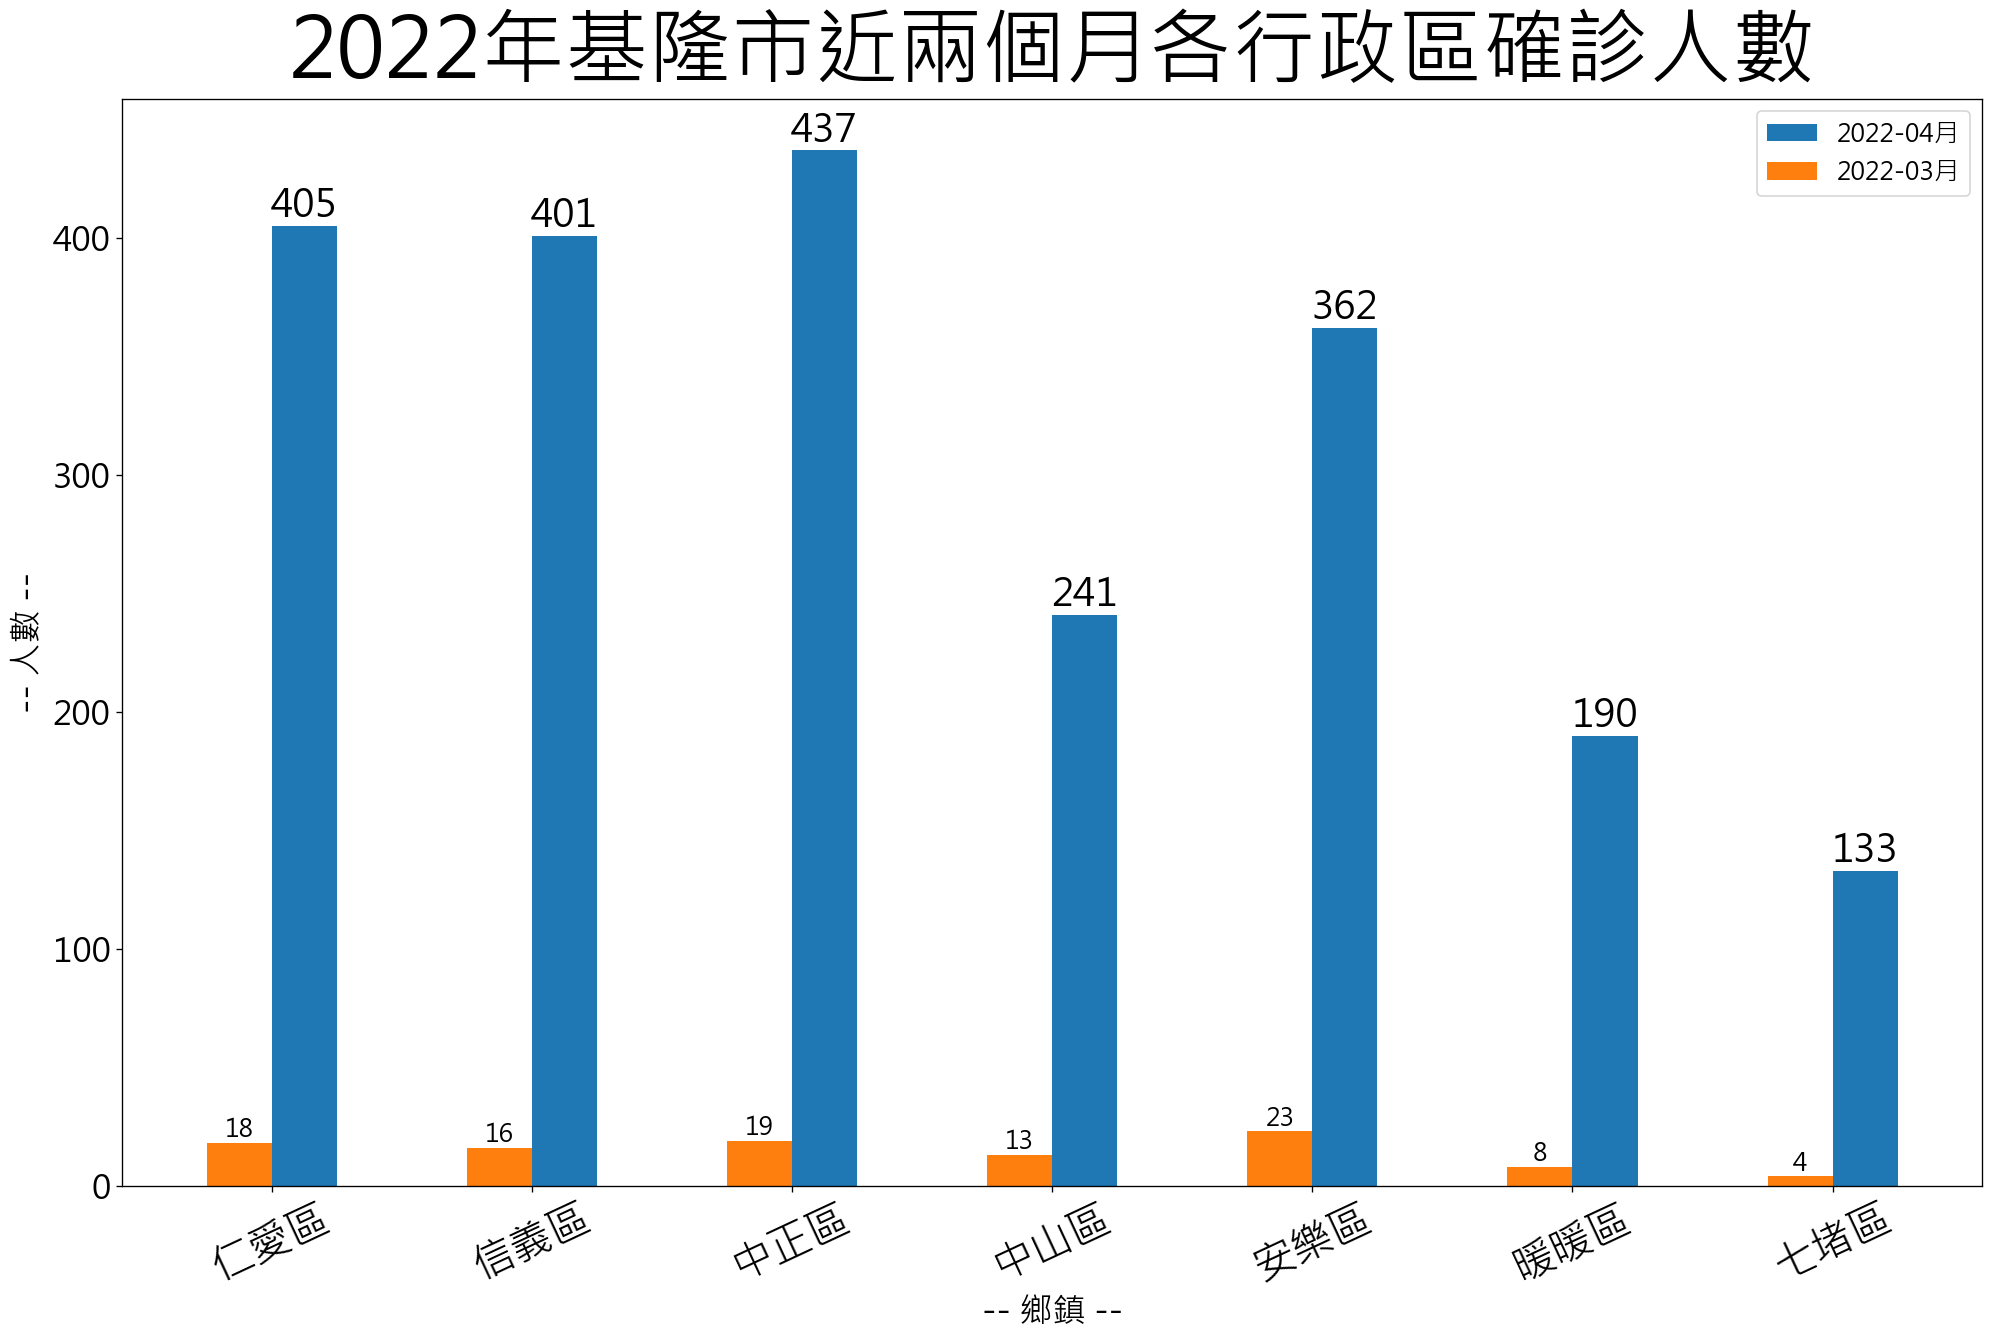 2022年基隆市近兩個月各行政區確診人數
2022-04月
2022-03月
-- 人數 --
400
300
200
100
0
405
401
437
241
362
190
133
18
16
19
13
23
8
4
仁愛區
信義區
中正區
中山區
安樂區
暖暖區
七堵區
-- 鄉鎮 --